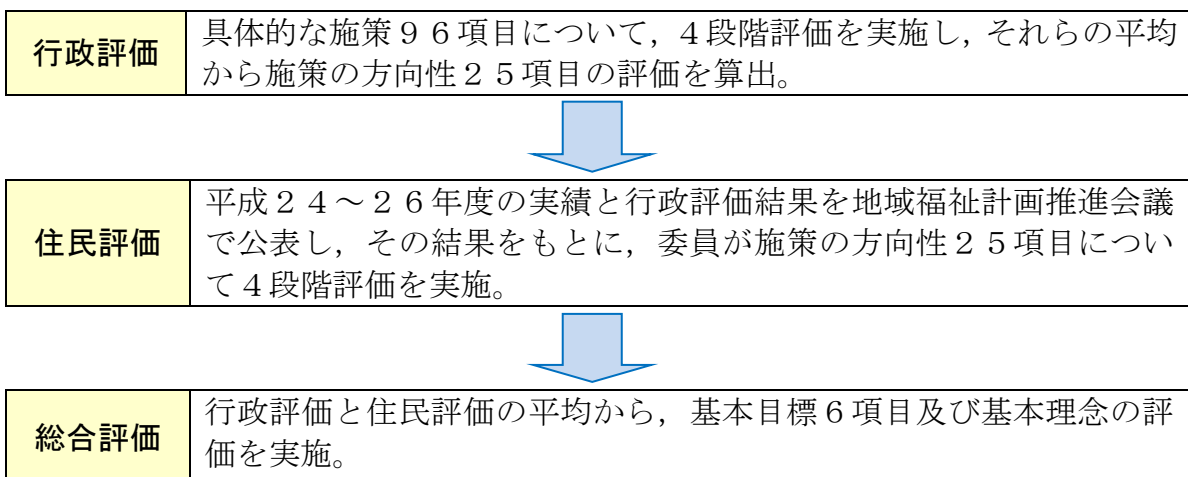 行政評価
具体的な施策９６項目について，４段階評価を実施し，それらの平均
から施策の方向性２５項目の評価を算出。
住民評価
平成２４～２６年度の実績と行政評価結果を地域福祉計画推進会議
で公表し，その結果をもとに，委員が施策の方向性２５項目につい
て４段階評価を実施。
総合評価
行政評価と住民評価の平均から，基本目標６項目及び基本理念の評
価を実施。